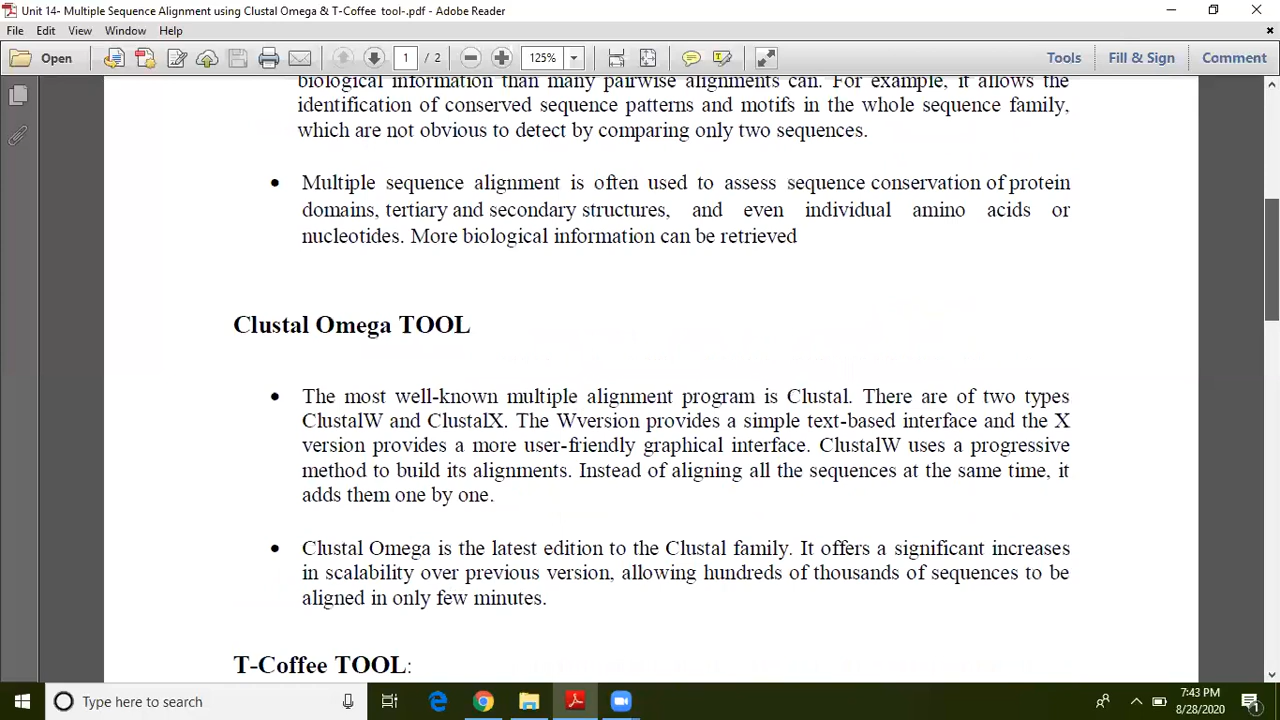 Unit 14- Multiple Sequence Alignment using Clustal Omega & T-Coffee tool-.pdf - Adobe Reader
File Edit View Window Help
Open 1 / 2 125% Tools Fill & Sign Comment
biological information than many pairwise alignments can. For example, it allows the
identification of conserved sequence patterns and motifs in the whole sequence family,
which are not obvious to detect by comparing only two sequences.
• Multiple sequence alignment is often used to assess sequence conservation of protein
domains, tertiary and secondary structures, and even individual amino acids or
nucleotides. More biological information can be retrieved
Clustal Omega TOOL
• The most well-known multiple alignment program is Clustal. There are of two types
ClustalW and ClustalX. The Wversion provides a simple text-based interface and the X
version provides a more user-friendly graphical interface. ClustalW uses a progressive
method to build its alignments. Instead of aligning all the sequences at the same time, it
adds them one by one.
• Clustal Omega is the latest edition to the Clustal family. It offers a significant increases
in scalability over previous version, allowing hundreds of thousands of sequences to be
aligned in only few minutes.
T-Coffee TOOL:
Type here to search
7:43 PM
8/28/2020
1